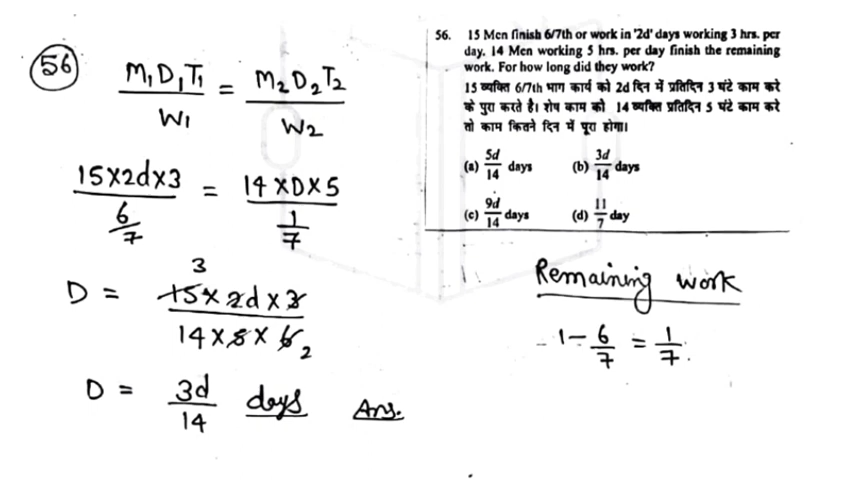 56
M₁D₁T₁ / W₁ = M₂D₂T₂ / W₂
15×2d×3 / (6/7) = 14×D×5 / (1/7)
3
D = 15×2d×3 / 14×5×6 2
D = 3d/14 days Ans.
56. 15 Men finish 6/7th or work in '2d' days working 3 hrs. per
day. 14 Men working 5 hrs. per day finish the remaining
work. For how long did they work?
15 व्यक्ति 6/7th भाग कार्य को 2d दिन में प्रतिदिन 3 घंटे काम कर
के पुरा करते है। शेष काम को 14 व्यक्ति प्रतिदिन 5 घंटे काम करे
तो काम कितने दिन में पूरा होगा।
(a) 5d/14 days (b) 3d/14 days
(c) 9d/14 days (d) 11/7 day
Remaining work
1 - 6/7 = 1/7.